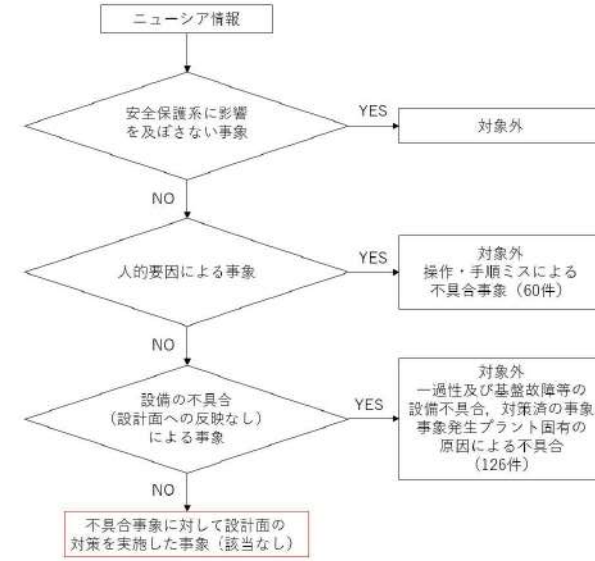 ニューシア情報
安全保護系に影響
を及ぼさない事象
YES
対象外
NO
人的要因による事象
YES
対象外
操作・手順ミスによる
不具合事象（60件）
NO
設備の不具合
（設計面への反映なし）
による事象
YES
対象外
一過性及び基盤故障等の
設備不具合，対策済の事象
事象発生プラント固有の
原因による不具合
（126件）
NO
不具合事象に対して設計面の
対策を実施した事象（該当なし）